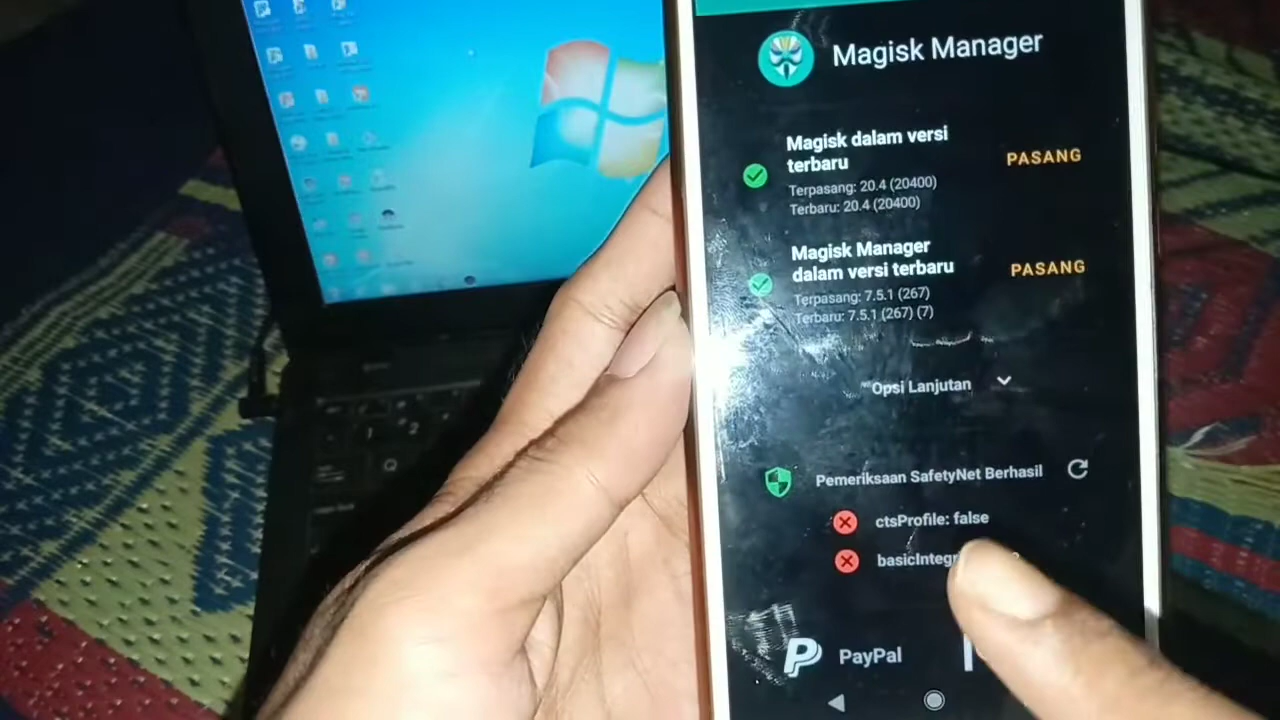 Magisk Manager
Magisk dalam versi
terbaru
PASANG
Terpasang: 20.4 (20400)
Terbaru: 20.4 (20400)
Magisk Manager
dalam versi terbaru
PASANG
Terpasang: 7.5.1 (267)
Terbaru: 7.5.1 (267) (7)
Opsi Lanjutan
Pemeriksaan SafetyNet Berhasil
ctsProfile: false
PayPal
1
2
Q